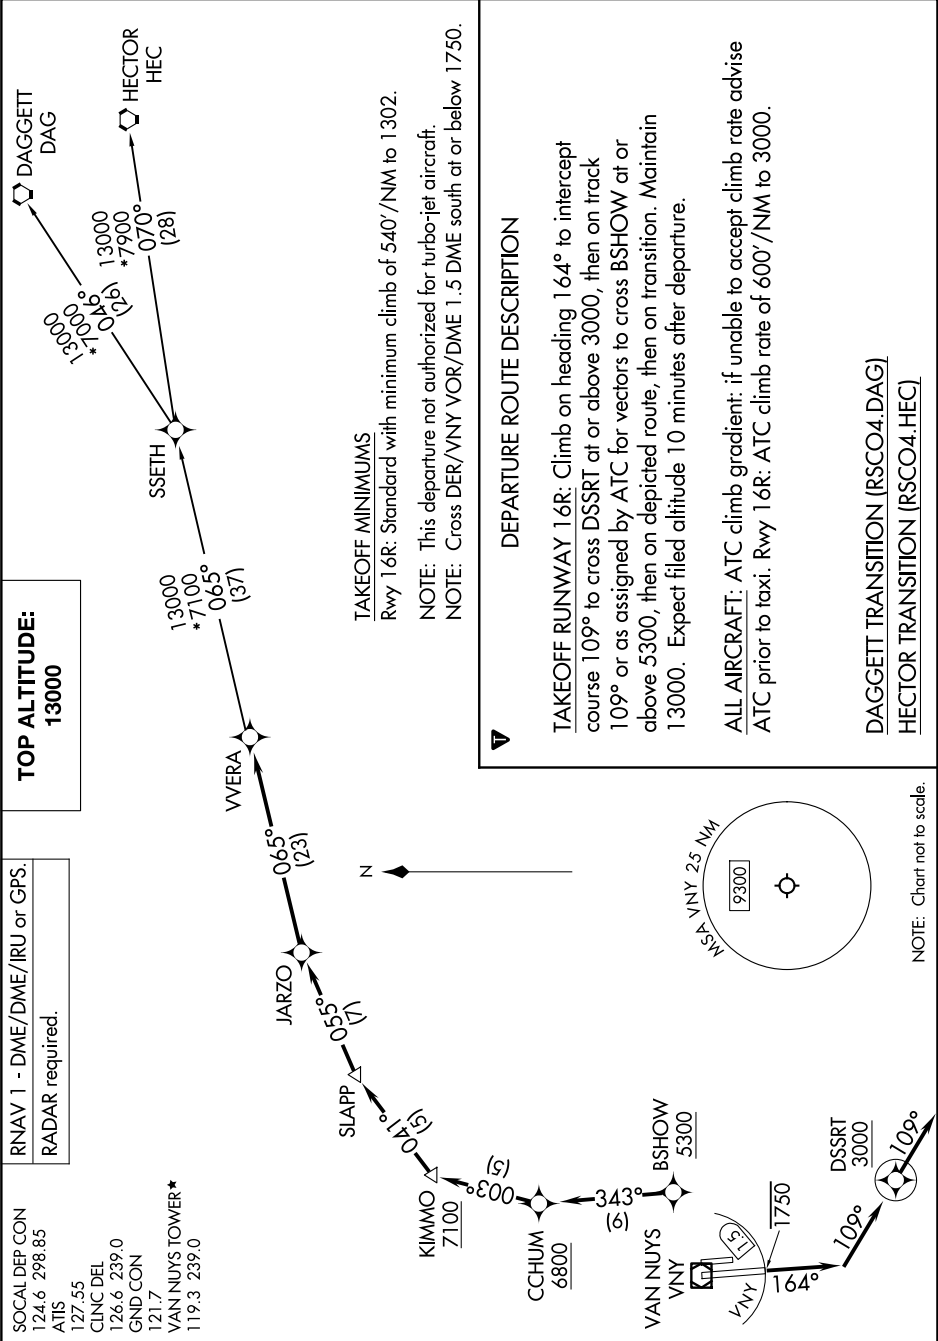 SOCAL DEP CON
124.6 298.85
ATIS
127.55
CLNC DEL
126.6 239.0
GND CON
121.7
VAN NUYS TOWER★
119.3 239.0
RNAV 1 - DME/DME/IRU or GPS.
RADAR required.
TOP ALTITUDE:
13000
DAGGETT
DAG
HECTOR
HEC
13000
*7000
046°
(26)
13000
*7900
070°
(28)
SSETH
13000
*7100
065°
(37)
VVERA
065°
(23)
JARZO
055°
(7)
SLAPP
041°
(5)
KIMMO
7100
003°
(5)
CCHUM
6800
343°
(6)
BSHOW
5300
VAN NUYS
VNY
1.5
VNY
1750
164°
109°
DSSRT
3000
109°
N
MSA VNY 25 NM
9300
NOTE: Chart not to scale.
TAKEOFF MINIMUMS
Rwy 16R: Standard with minimum climb of 540'/NM to 1302.
NOTE: This departure not authorized for turbo-jet aircraft.
NOTE: Cross DER/VNY VOR/DME 1.5 DME south at or below 1750.
T
DEPARTURE ROUTE DESCRIPTION
TAKEOFF RUNWAY 16R: Climb on heading 164° to intercept
course 109° to cross DSSRT at or above 3000, then on track
109° or as assigned by ATC for vectors to cross BSHOW at or
above 5300, then on depicted route, then on transition. Maintain
13000. Expect filed altitude 10 minutes after departure.
ALL AIRCRAFT: ATC climb gradient: if unable to accept climb rate advise
ATC prior to taxi. Rwy 16R: ATC climb rate of 600'/NM to 3000.
DAGGETT TRANSITION (RSCO4.DAG)
HECTOR TRANSITION (RSCO4.HEC)